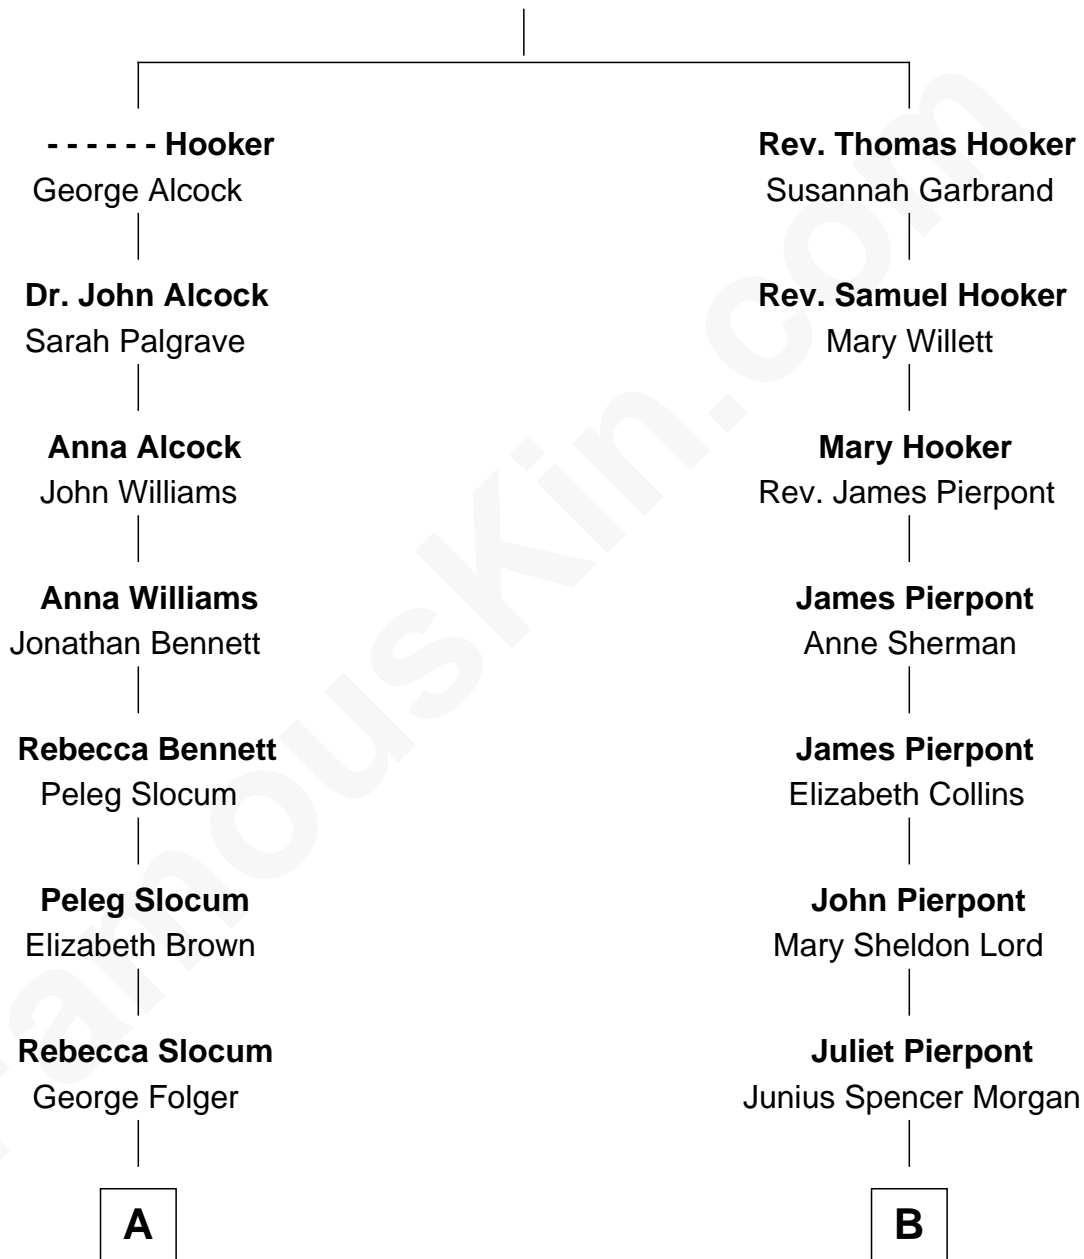 - - - - - - Hooker
George Alcock
Dr. John Alcock
Sarah Palgrave
Anna Alcock
John Williams
Anna Williams
Jonathan Bennett
Rebecca Bennett
Peleg Slocum
Peleg Slocum
Elizabeth Brown
Rebecca Slocum
George Folger
A
Rev. Thomas Hooker
Susannah Garbrand
Rev. Samuel Hooker
Mary Willett
Mary Hooker
Rev. James Pierpont
James Pierpont
Anne Sherman
James Pierpont
Elizabeth Collins
John Pierpont
Mary Sheldon Lord
Juliet Pierpont
Junius Spencer Morgan
B
FamousKin.com